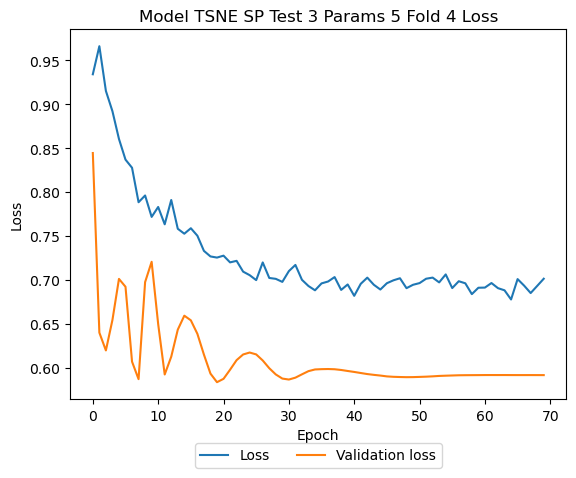 Model TSNE SP Test 3 Params 5 Fold 4 Loss
0.95
0.90
0.85
0.80
0.75
0.70
0.65
0.60
Loss
0 10 20 30 40 50 60 70
Epoch
Loss Validation loss